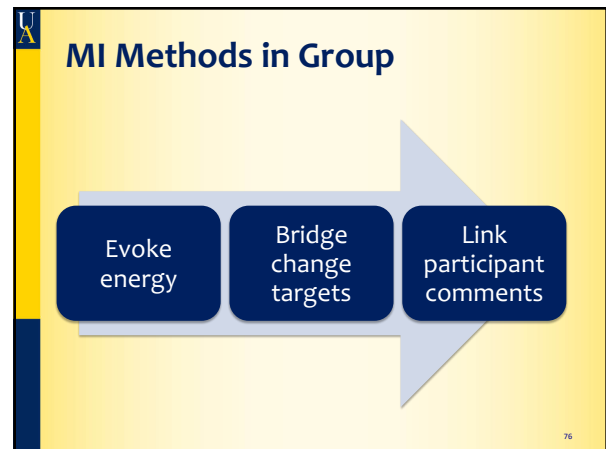 UA
MI Methods in Group
Evoke
energy
Bridge
change
targets
Link
participant
comments
76